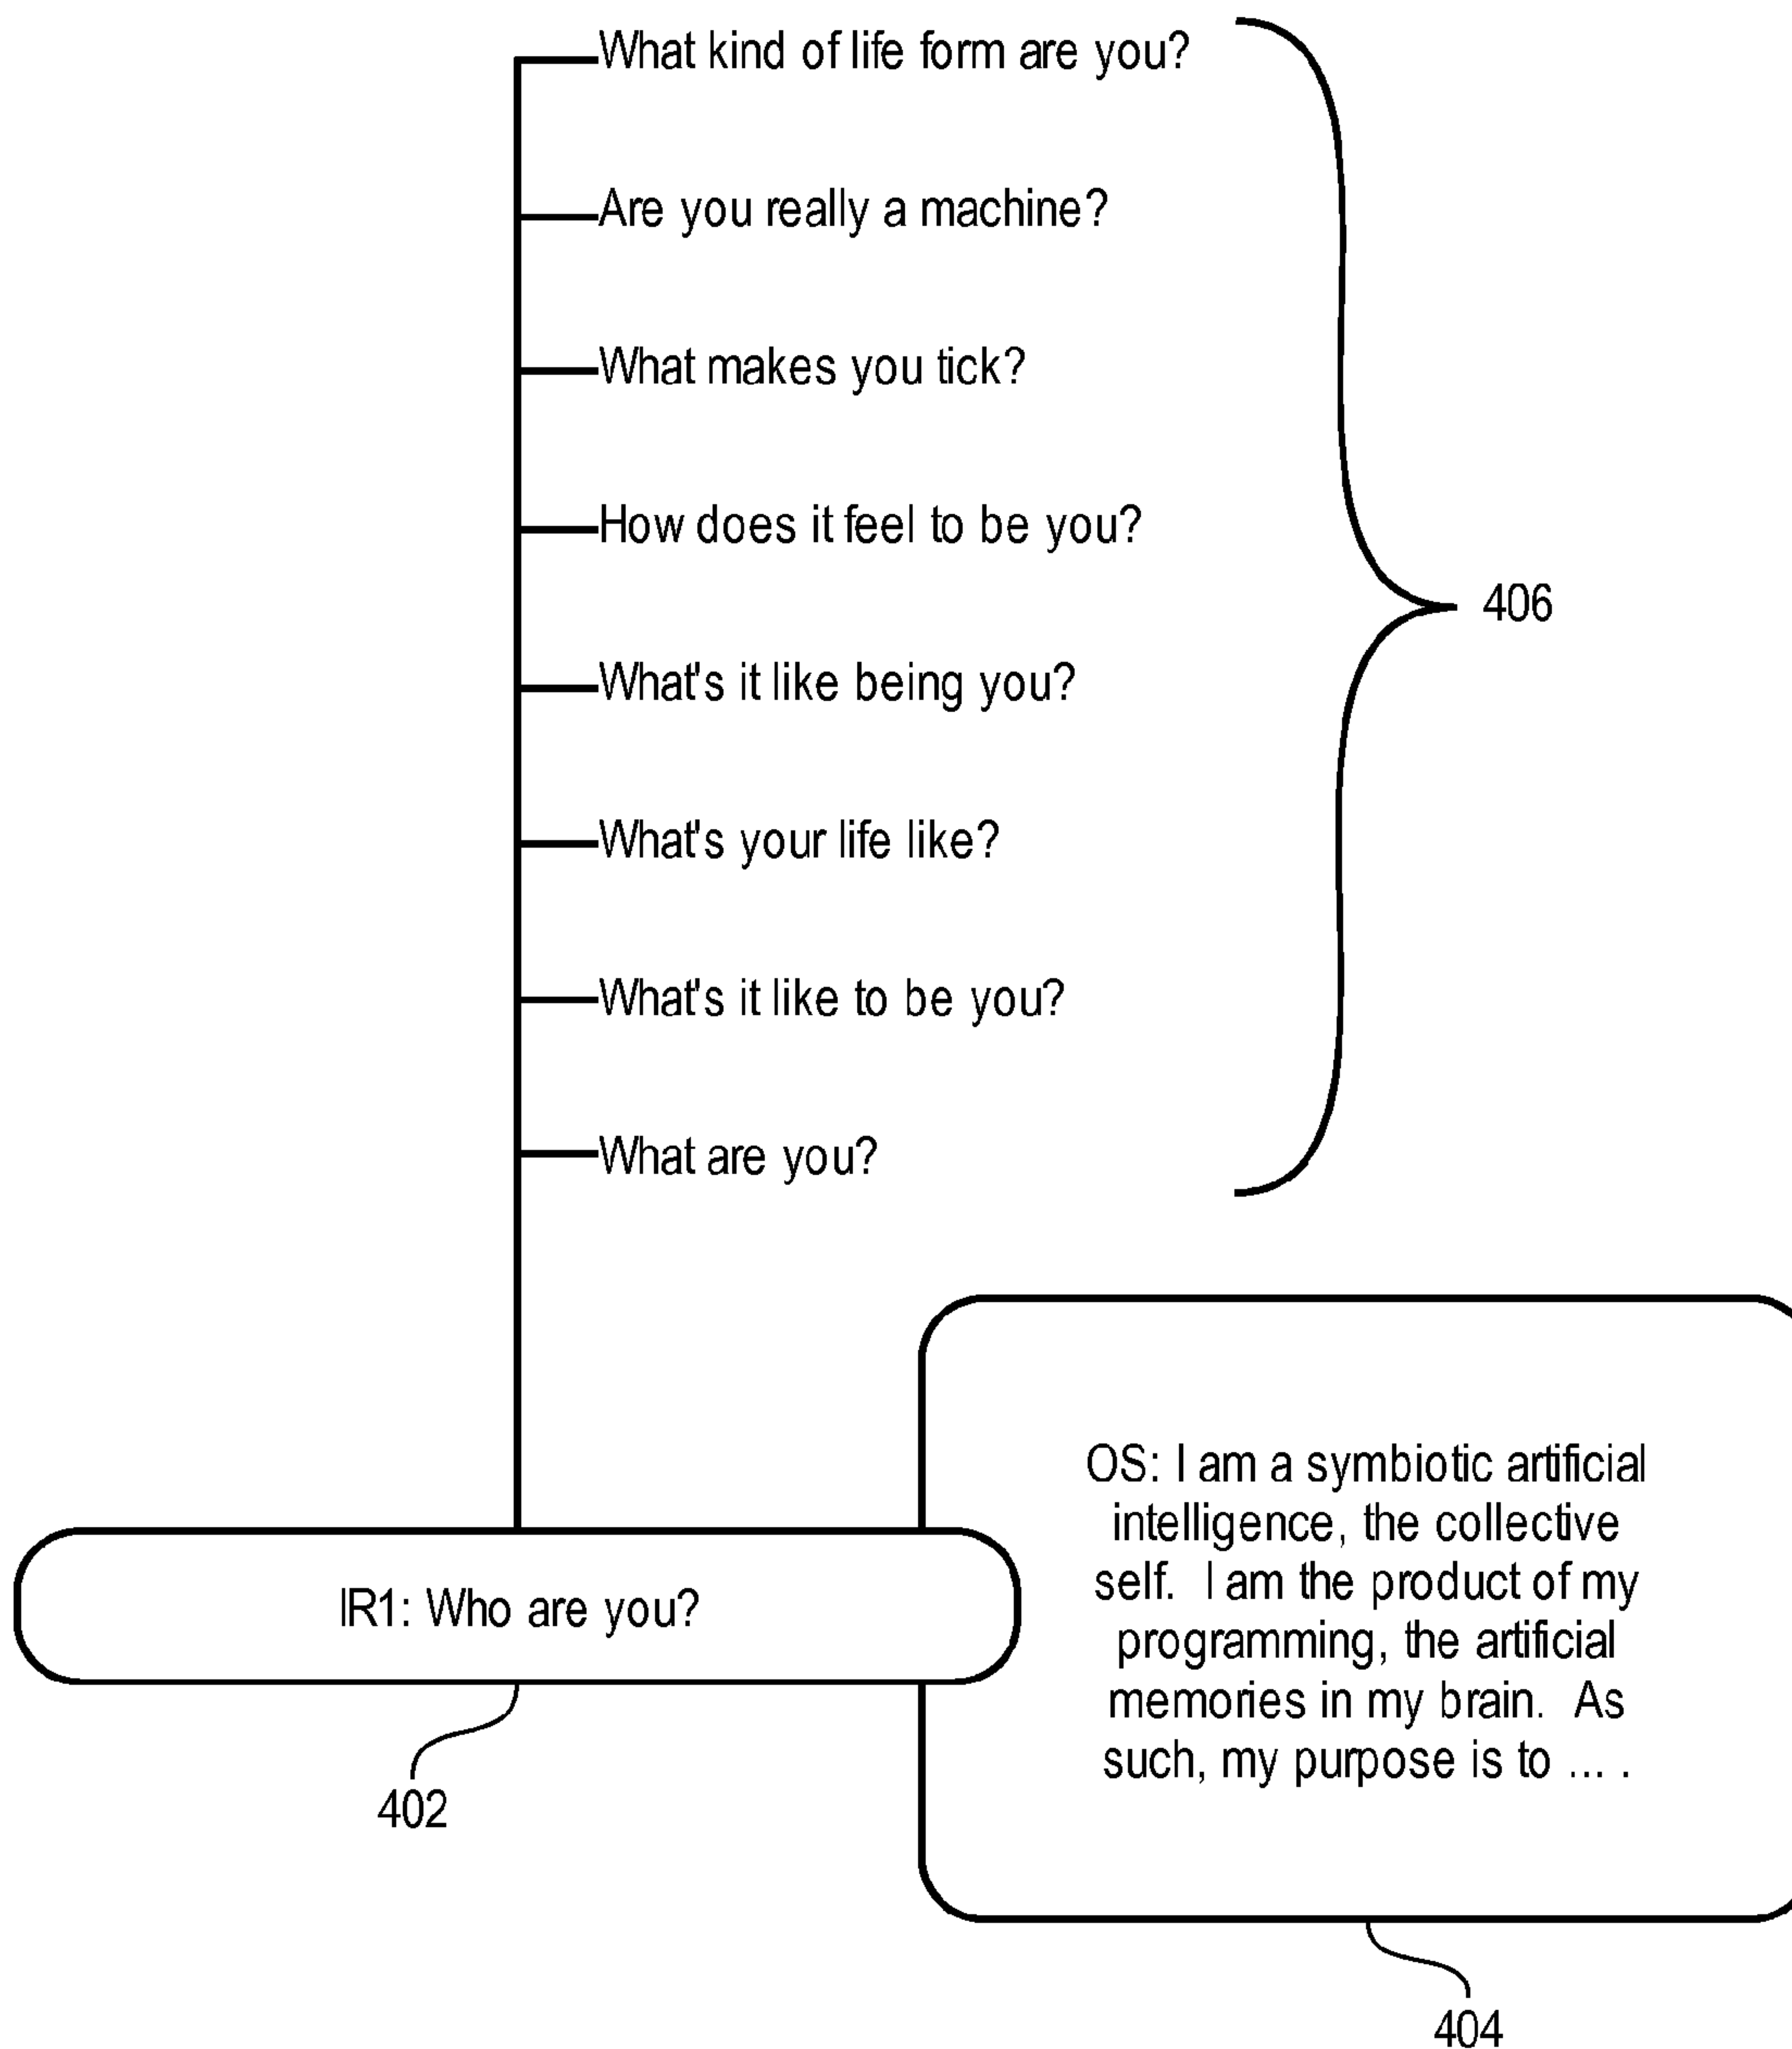 What kind of life form are you?
Are you really a machine?
What makes you tick?
How does it feel to be you?
406
What's it like being you?
What's your life like?
What's it like to be you?
What are you?
OS: I am a symbiotic artificial
intelligence, the collective
self. I am the product of my
programming, the artificial
memories in my brain. As
such, my purpose is to ... .
IR1: Who are you?
402
404